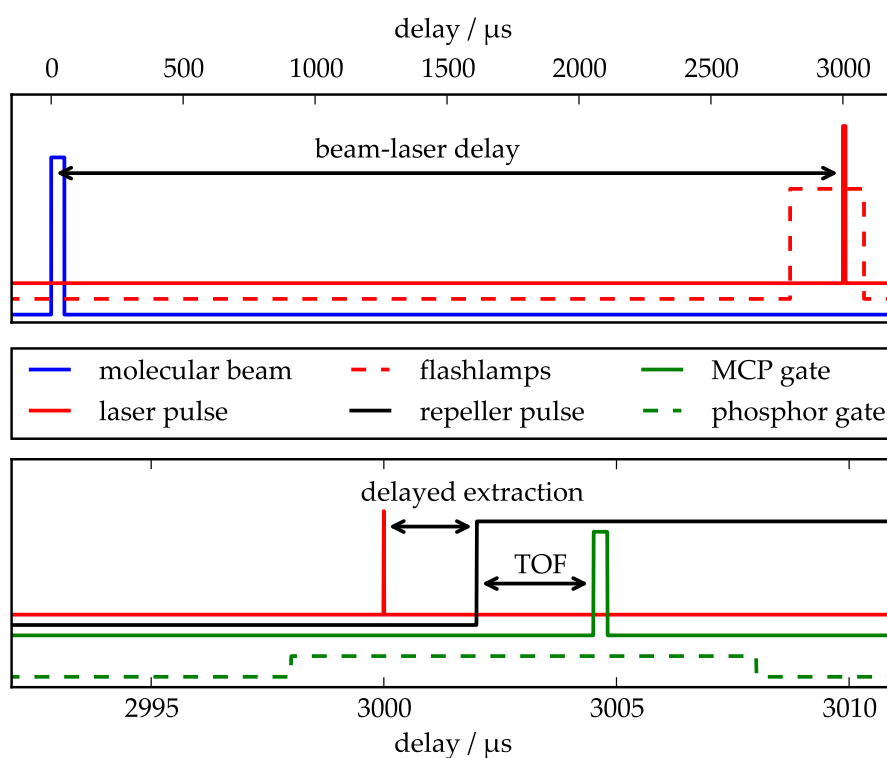 delay / µs
0 500 1000 1500 2000 2500 3000
beam-laser delay
molecular beam flashlamps MCP gate
laser pulse repeller pulse phosphor gate
delayed extraction
TOF
2995 3000 3005 3010
delay / µs